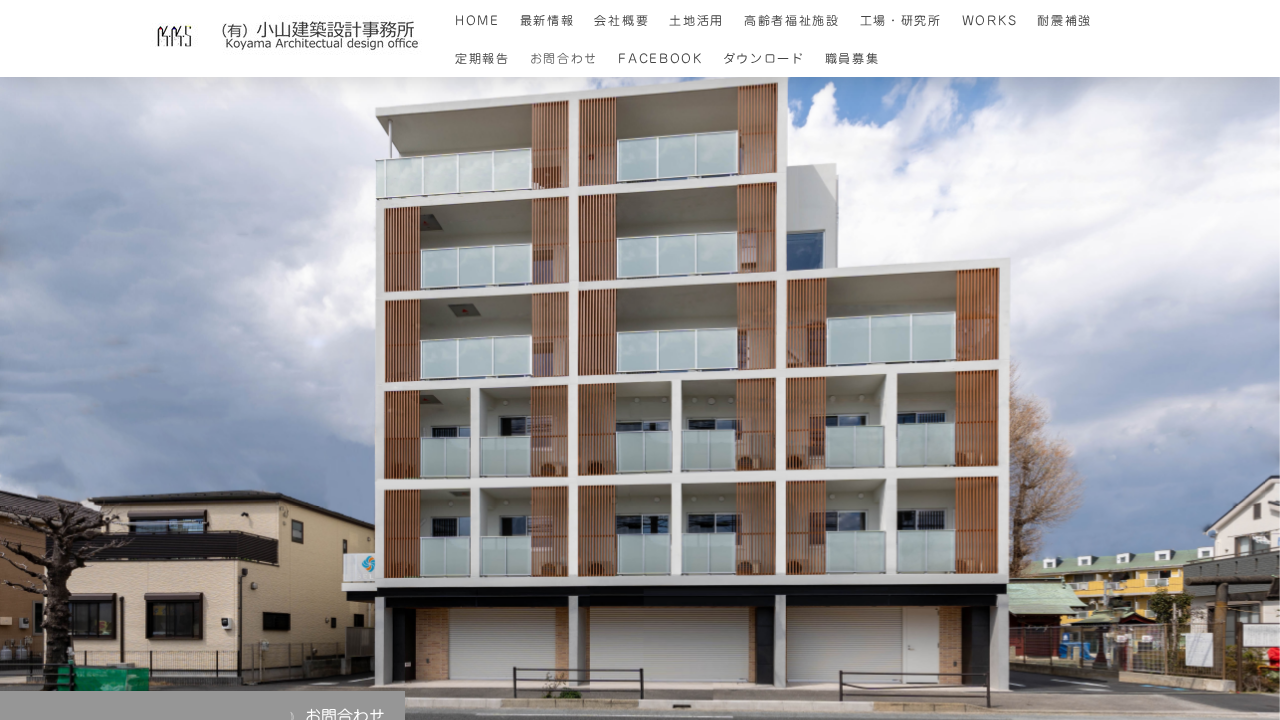 (有) 小山建築設計事務所
Koyama Architectual design office
HOME 最新情報 会社概要 土地活用 高齢者福祉施設 工場・研究所 WORKS 耐震補強
定期報告 お問合わせ FACEBOOK ダウンロード 職員募集
お問合わせ